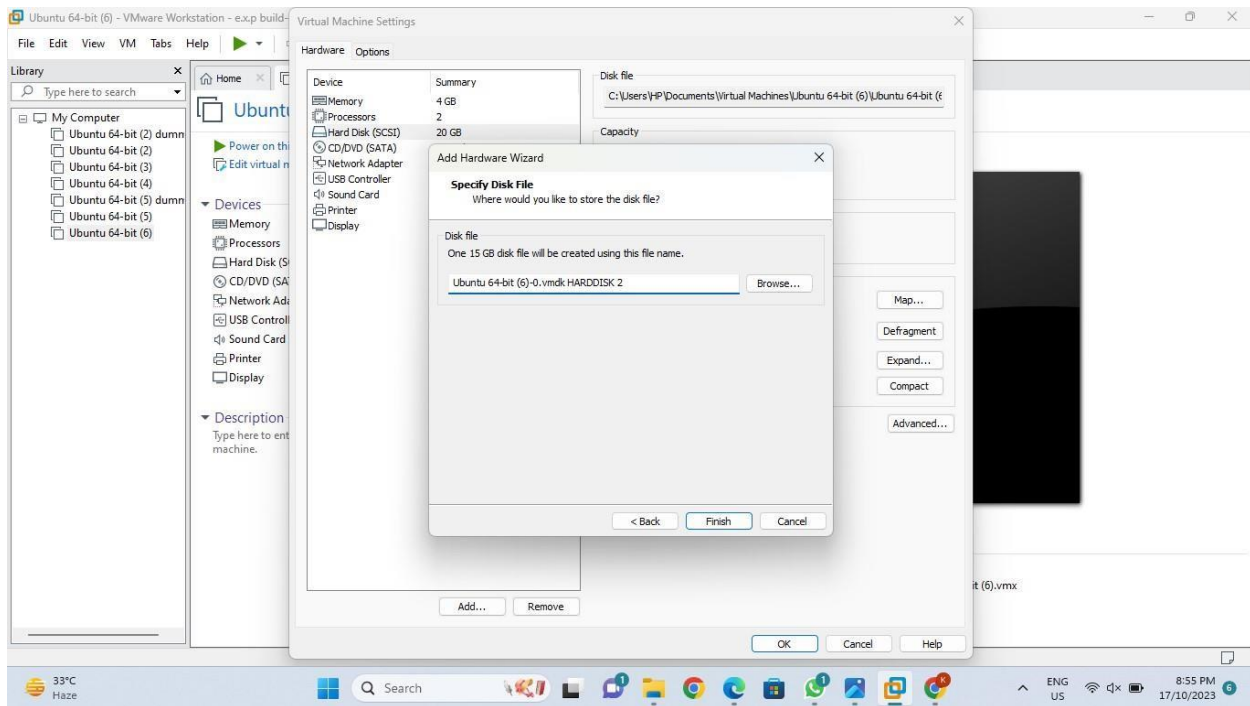 Ubuntu 64-bit (6) - VMware Workstation - e.x.p build-
File Edit View VM Tabs Help
Library
Type here to search
My Computer
Ubuntu 64-bit (2) dumm
Ubuntu 64-bit (2)
Ubuntu 64-bit (3)
Ubuntu 64-bit (4)
Ubuntu 64-bit (5) dumm
Ubuntu 64-bit (5)
Ubuntu 64-bit (6)
Home
Ubuntu
Power on thi
Edit virtual m
Devices
Memory
Processors
Hard Disk (S
CD/DVD (SA
Network Ada
USB Controll
Sound Card
Printer
Display
Description
Type here to ent
machine.
Virtual Machine Settings
Hardware Options
Device Summary
Memory 4 GB
Processors 2
Hard Disk (SCSI) 20 GB
CD/DVD (SATA)
Network Adapter
USB Controller
Sound Card
Printer
Display
Add... Remove
Disk file
C:\Users\HP\Documents\Virtual Machines\Ubuntu 64-bit (6)\Ubuntu 64-bit (6
Capacity
Map...
Defragment
Expand...
Compact
Advanced...
OK Cancel Help
Add Hardware Wizard
Specify Disk File
Where would you like to store the disk file?
Disk file
One 15 GB disk file will be created using this file name.
Ubuntu 64-bit (6)-0.vmdk HARDDISK 2 Browse...
< Back Finish Cancel
it (6).vmx
33°C
Haze
Search
ENG
US
8:55 PM
17/10/2023
6